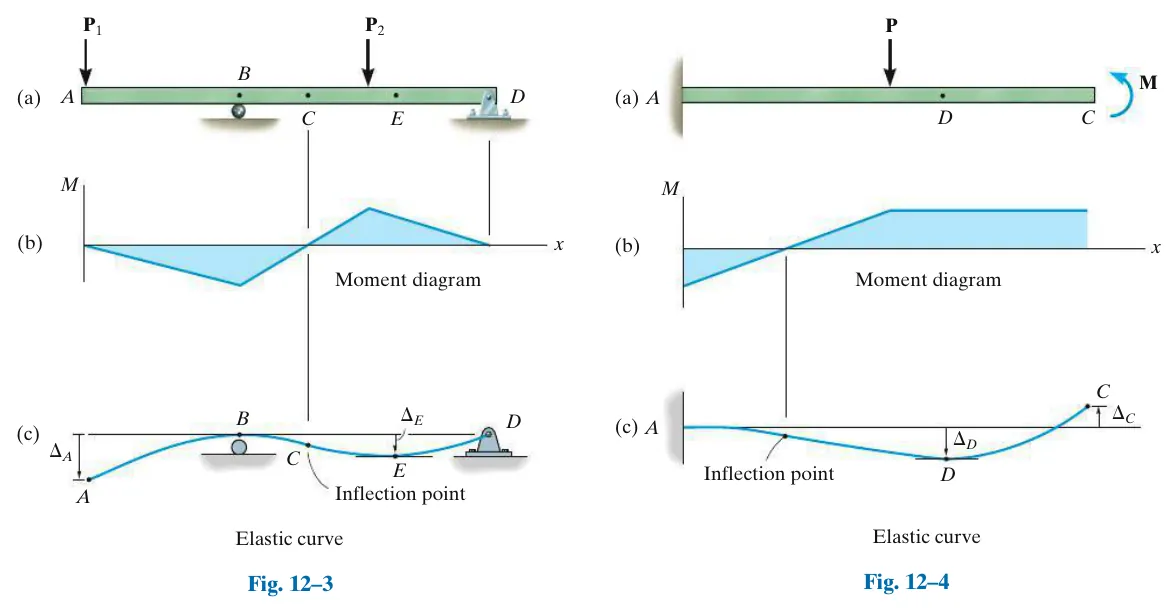 P1
P2
B
(a) A
D
C
E
M
(b)
x
Moment diagram
B
ΔE
D
(c)
ΔA
C
E
A
Inflection point
Elastic curve
Fig. 12–3
P
M
(a) A
D
C
M
(b)
x
Moment diagram
C
ΔC
(c) A
ΔD
Inflection point
D
Elastic curve
Fig. 12–4